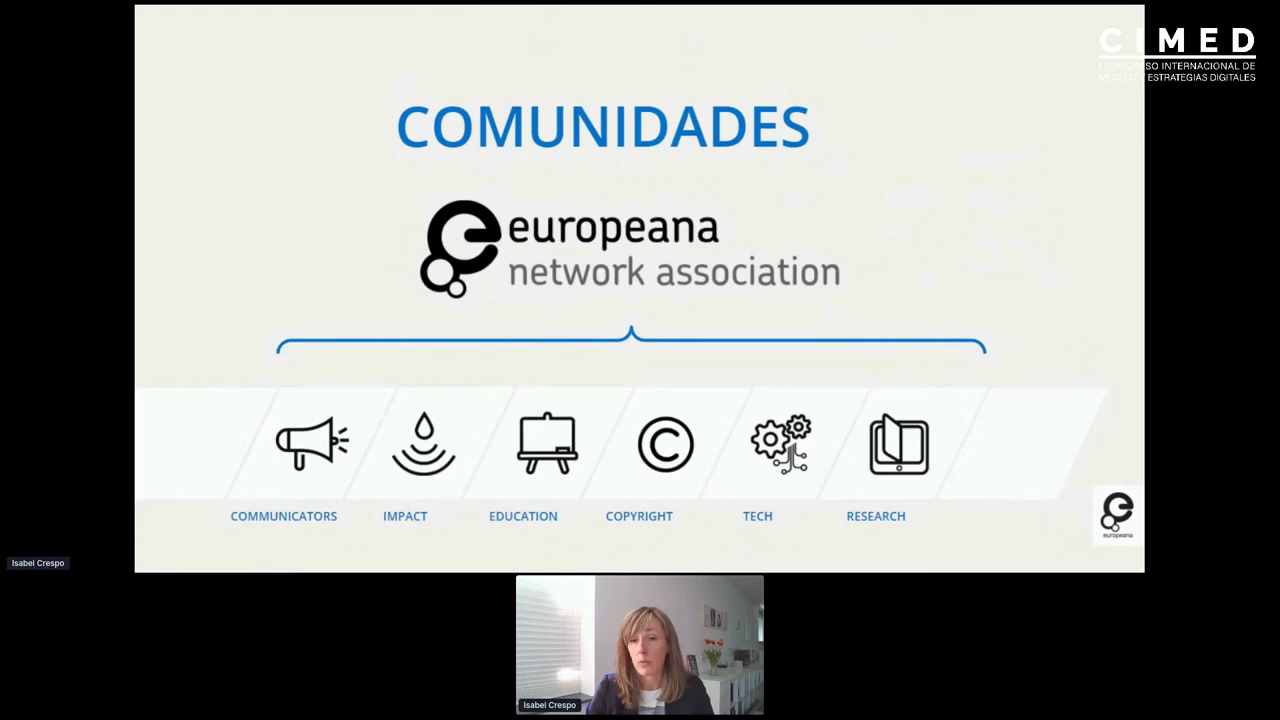 CIMED
I CONGRESO INTERNACIONAL DE
MUSEOS Y ESTRATEGIAS DIGITALES
COMUNIDADES
europeana
network association
COMMUNICATORS
IMPACT
EDUCATION
COPYRIGHT
TECH
RESEARCH
europeana
Isabel Crespo
Isabel Crespo